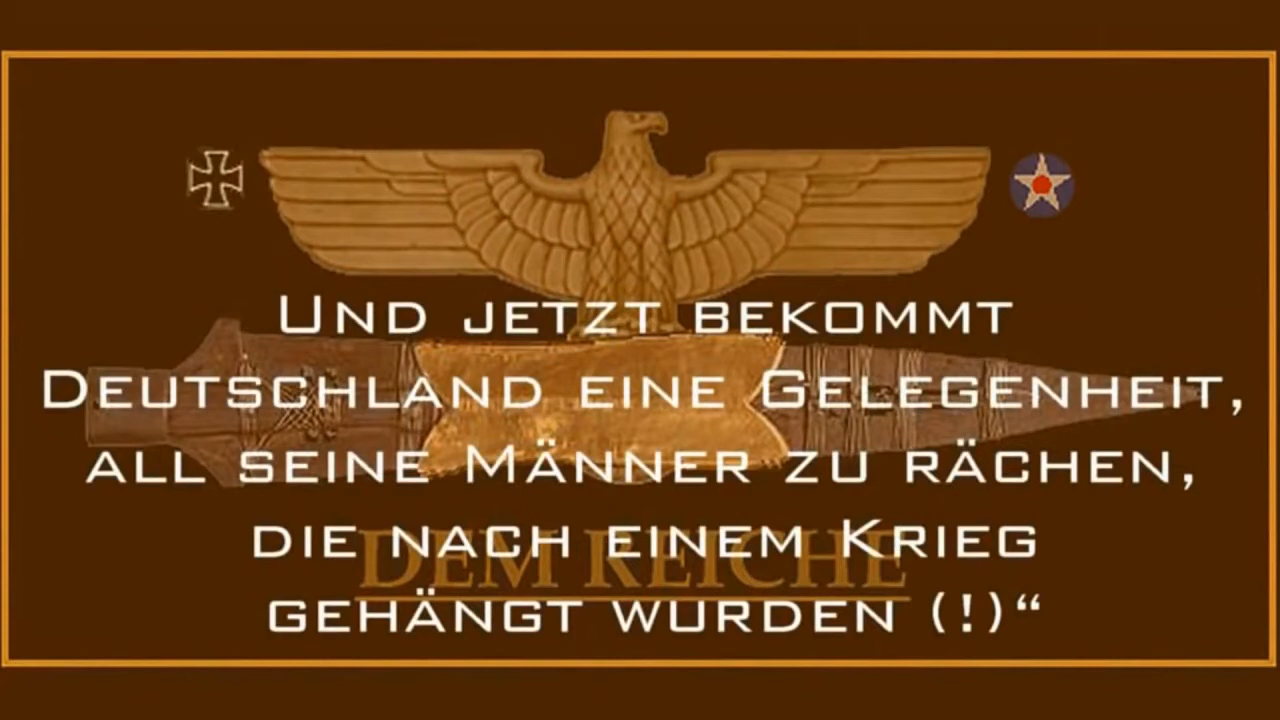 Und jetzt bekommt
Deutschland eine Gelegenheit,
all seine Männer zu rächen,
die nach einem Krieg
DEM REICHE
gehängt wurden (!)“